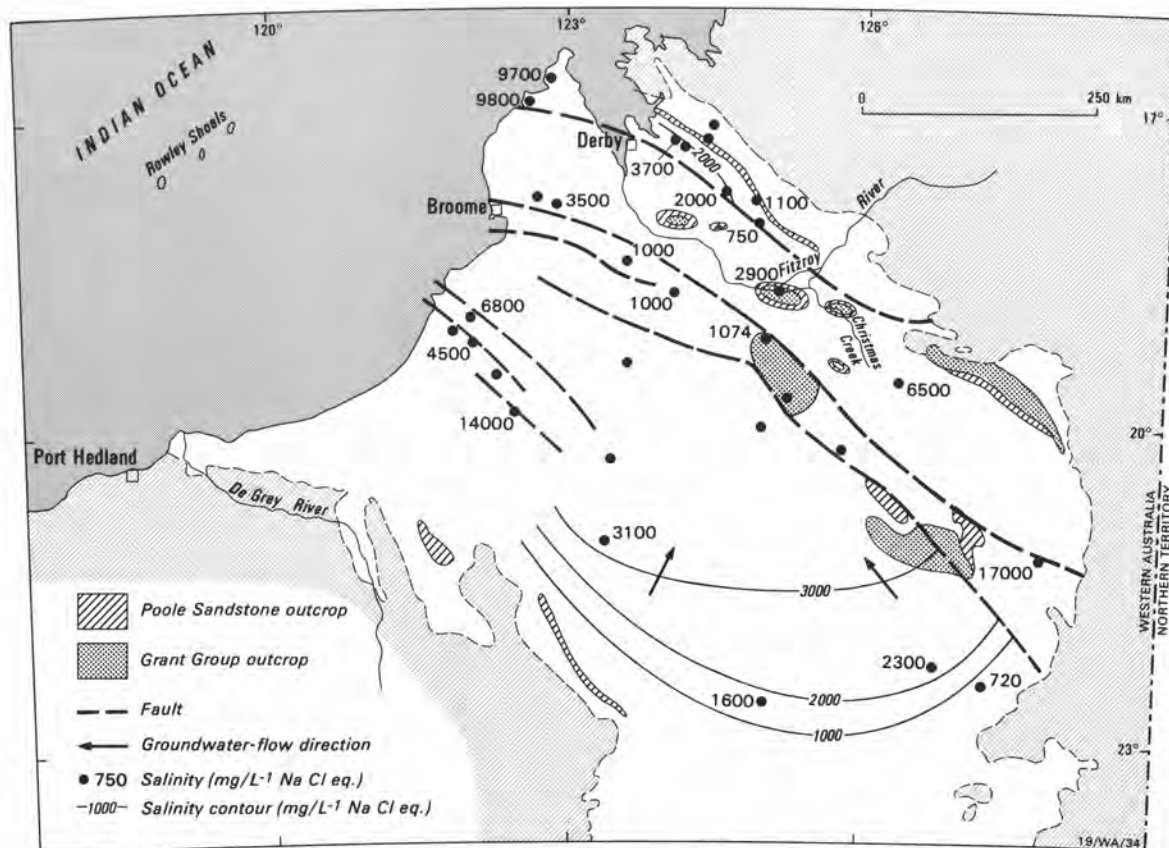 120°
123°
126°
INDIAN OCEAN
Rowley Shoals
9700
9800
0 250 km
17°
Derby
3700
2000
2000
1100
River
Broome
3500
750
1000
Fitzroy
2900
1000
6800
1074
Christmas
Creek
4500
6500
14000
20°
Port Hedland
De Grey River
WESTERN AUSTRALIA
NORTHERN TERRITORY
3100
17000
3000
Poole Sandstone outcrop
Grant Group outcrop
2300
720
1600
2000
Fault
1000
Groundwater-flow direction
23°
750 Salinity (mg/L-1 Na Cl eq.)
1000 Salinity contour (mg/L-1 Na Cl eq.)
19/WA/34